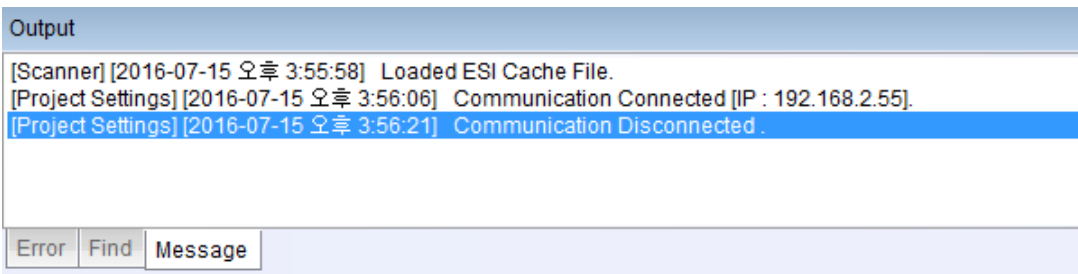 Output
[Scanner] [2016-07-15 오후 3:55:58] Loaded ESI Cache File.
[Project Settings] [2016-07-15 오후 3:56:06] Communication Connected [IP : 192.168.2.55].
[Project Settings] [2016-07-15 오후 3:56:21] Communication Disconnected .
Error Find Message